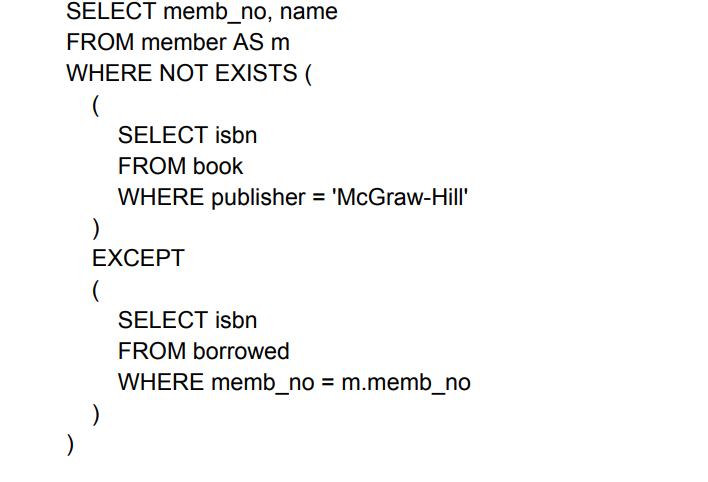 SELECT memb_no, name
FROM member AS m
WHERE NOT EXISTS (
(
SELECT isbn
FROM book
WHERE publisher = 'McGraw-Hill'
)
EXCEPT
(
SELECT isbn
FROM borrowed
WHERE memb_no = m.memb_no
)
)